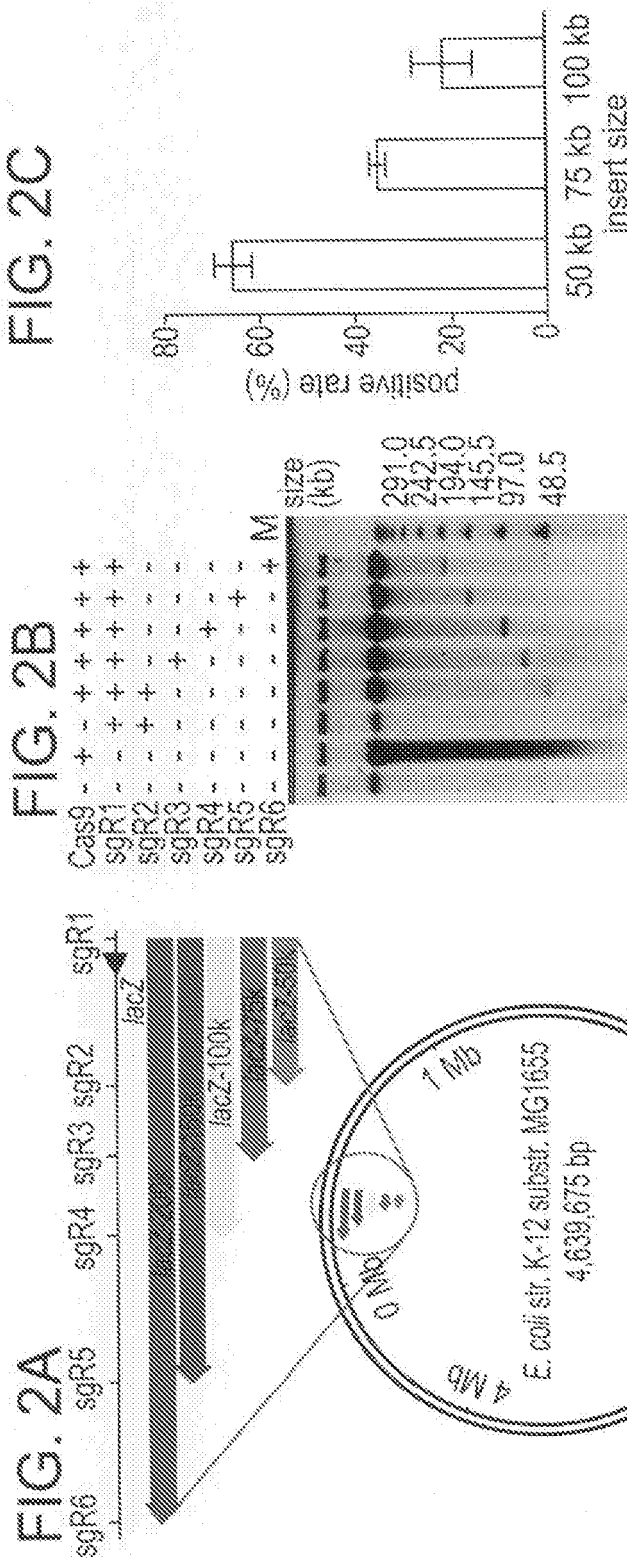 FIG. 2A
sgR6 sgR5 sgR4 sgR3 sgR2 sgR1
lacZ
lacZ-100k
0 Mb
1 Mb
4 Mb
E. coli str. K-12 substr. MG1655
4,639,675 bp
FIG. 2B
Cas9 - + - + + + + +
sgR1 - - + + + + + +
sgR2 - - + + - - - -
sgR3 - - - - + - - -
sgR4 - - - - - + - -
sgR5 - - - - - - + -
sgR6 - - - - - - - + M
size
(kb)
291.0
242.5
194.0
145.5
97.0
48.5
FIG. 2C
positive rate (%)
80
60
40
20
0
50 kb 75 kb 100 kb
insert size